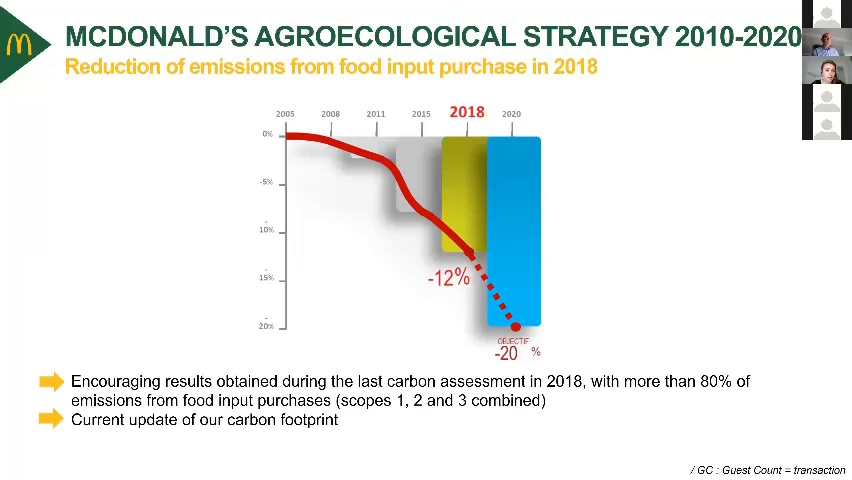 MCDONALD'S AGROECOLOGICAL STRATEGY 2010-2020
Reduction of emissions from food input purchase in 2018
2005 2008 2011 2015 2018 2020
0%
-5%
-
10%
-
15%
-
20%
-12%
OBJECTIF
-20 %
Encouraging results obtained during the last carbon assessment in 2018, with more than 80% of
emissions from food input purchases (scopes 1, 2 and 3 combined)
Current update of our carbon footprint
/ GC : Guest Count = transaction